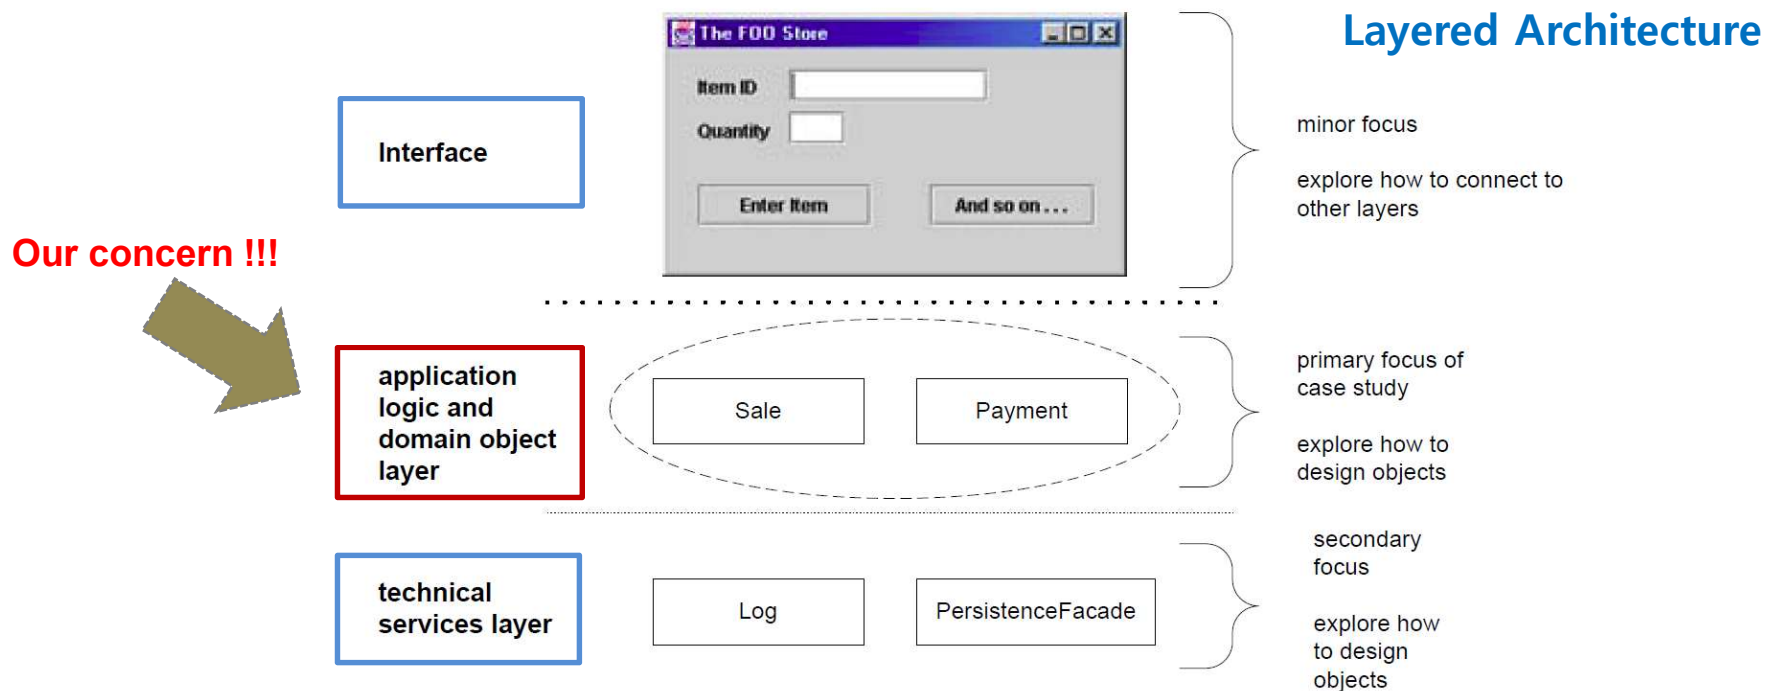 Layered Architecture
The FOO Store
Item ID
Quantity
Enter Item
And so on . . .
Interface
minor focus
explore how to connect to
other layers
Our concern !!!
application
logic and
domain object
layer
Sale
Payment
primary focus of
case study
explore how to
design objects
technical
services layer
Log
PersistenceFacade
secondary
focus
explore how
to design
objects